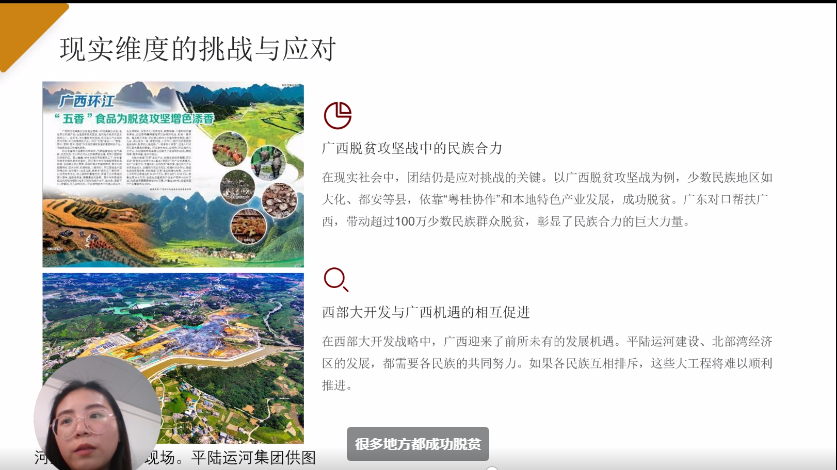 现实维度的挑战与应对
广西环江
“五香”食品为脱贫攻坚增色添香
广西脱贫攻坚战中的民族合力
在现实社会中，团结仍是应对挑战的关键。以广西脱贫攻坚战为例，少数民族地区如
大化、都安等县，依靠“粤桂协作”和本地特色产业发展，成功脱贫。广东对口帮扶广
西，带动超过100万少数民族群众脱贫，彰显了民族合力的巨大力量。
西部大开发与广西机遇的相互促进
在西部大开发战略中，广西迎来了前所未有的发展机遇。平陆运河建设、北部湾经济
区的发展，都需要各民族的共同努力。如果各民族互相排斥，这些大工程将难以顺利
推进。
河 现场。平陆运河集团供图
很多地方都成功脱贫